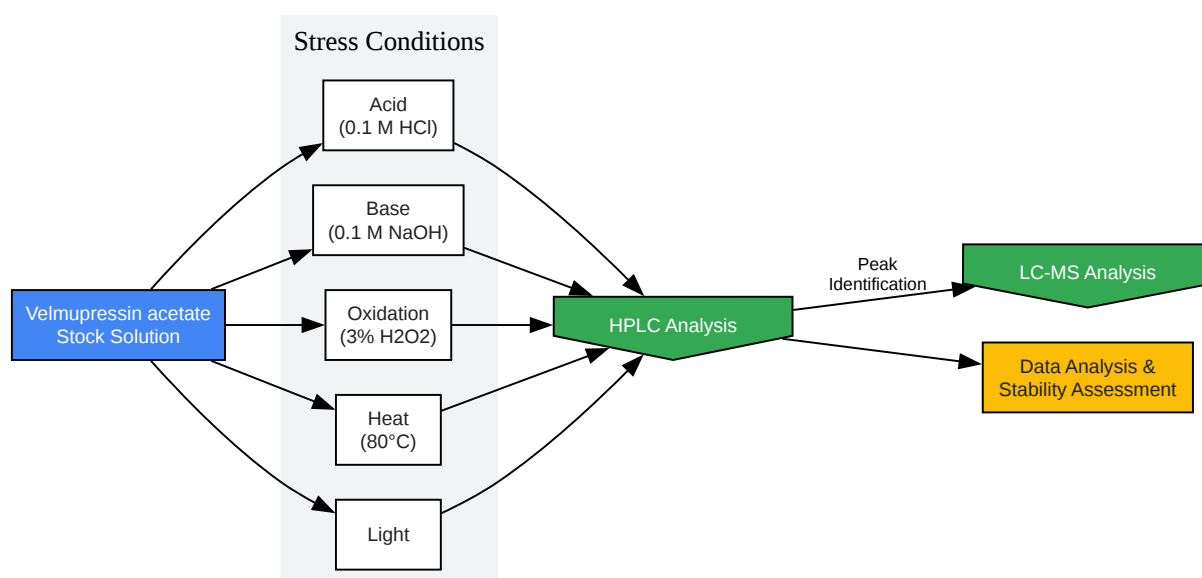 Stress Conditions
Acid
(0.1 M HCl)
Base
(0.1 M NaOH)
Velmupressin acetate
Stock Solution
Oxidation
(3% H2O2)
Heat
(80°C)
Light
HPLC Analysis
Peak
Identification
LC-MS Analysis
Data Analysis &
Stability Assessment